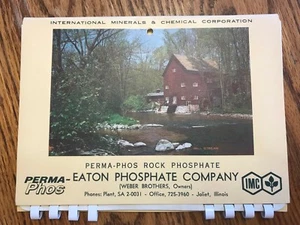 INTERNATIONAL MINERALS & CHEMICAL CORPORATION
PERMA-PHOS ROCK PHOSPHATE
PERMA-Phos
- EATON PHOSPHATE COMPANY
(WEBER BROTHERS, Owners)
Phones: Plant, SA 2-0031 - Office, 725-3960 - Joliet, Illinois
IMC